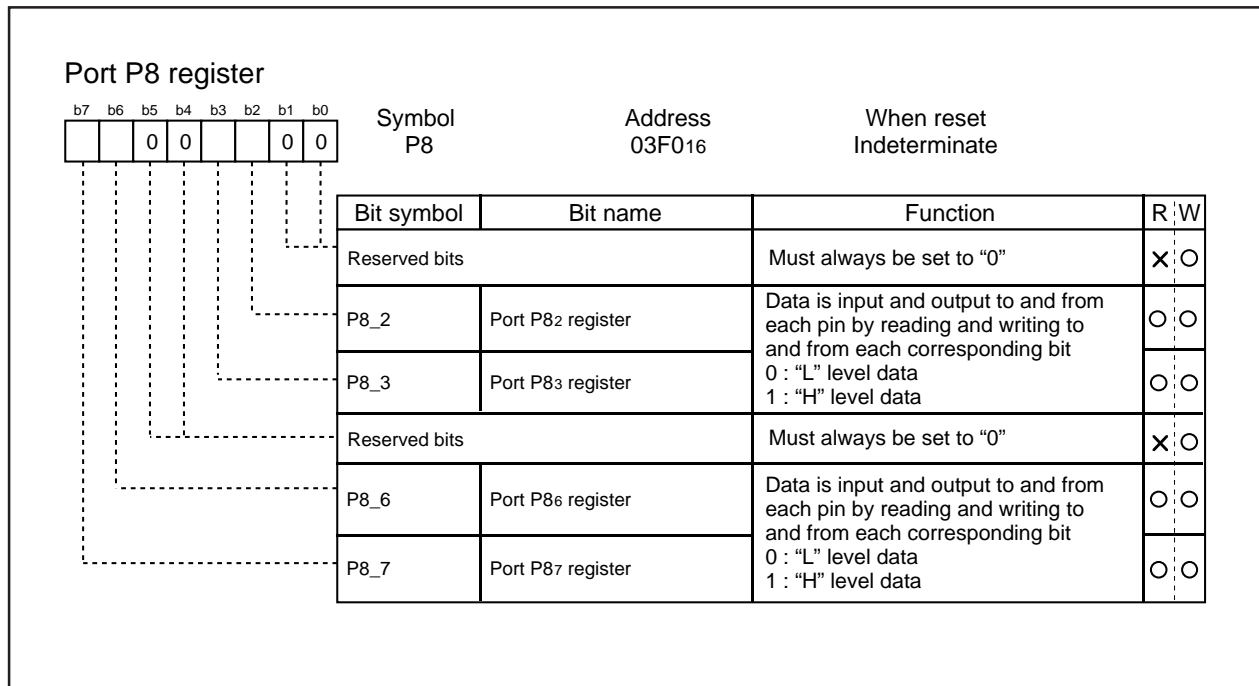 Port P8 register
b7 b6 b5 b4 b3 b2 b1 b0
0 0 0 0
Symbol Address When reset
P8 03F016 Indeterminate
Bit symbol Bit name Function R W
Reserved bits Must always be set to “0” X O
P8_2 Port P82 register Data is input and output to and from
each pin by reading and writing to
and from each corresponding bit
0 : “L” level data
1 : “H” level data O O
P8_3 Port P83 register O O
Reserved bits Must always be set to “0” X O
P8_6 Port P86 register Data is input and output to and from
each pin by reading and writing to
and from each corresponding bit
0 : “L” level data
1 : “H” level data O O
P8_7 Port P87 register O O